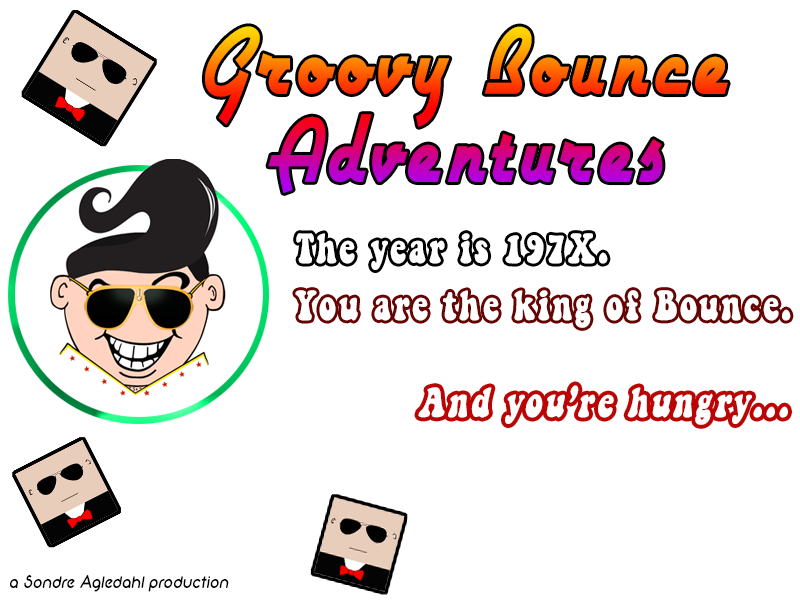 Groovy Bounce
Adventures
The year is 197X.
You are the king of Bounce.
And you're hungry...
a Sondre Agledahl production